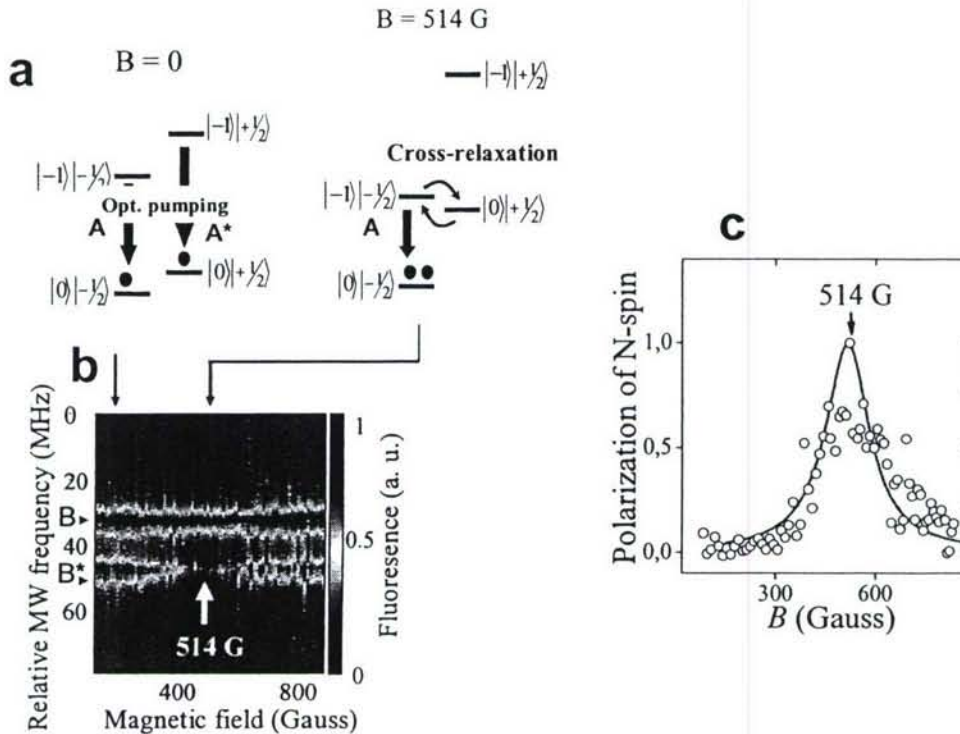 a
B = 0
|−1⟩|+½⟩
|−1⟩|−½⟩
Opt. pumping
A
A*
|0⟩|−½⟩
|0⟩|+½⟩
B = 514 G
|−1⟩|+½⟩
Cross-relaxation
|−1⟩|−½⟩
|0⟩|+½⟩
A
|0⟩|−½⟩
b
Relative MW frequency (MHz)
0
20
B
40
B*
60
514 G
400
800
Magnetic field (Gauss)
1
0.5
0
Fluoresence (a. u.)
c
514 G
Polarization of N-spin
1,0
0,5
0,0
300
600
B (Gauss)